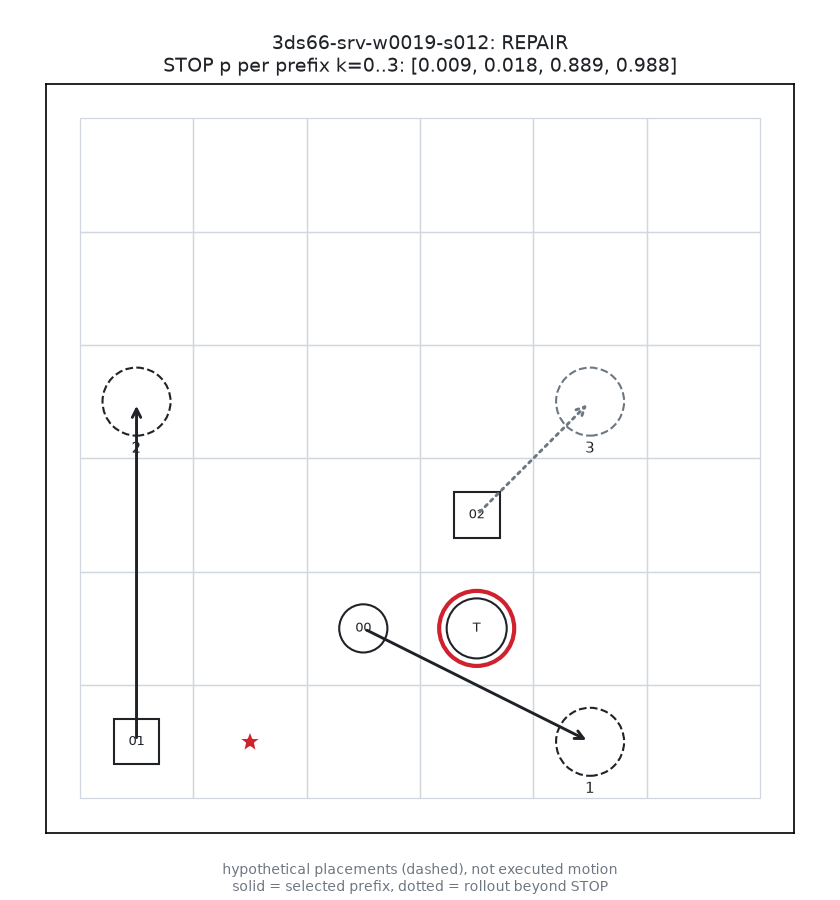 3ds66-srv-w0019-s012: REPAIR
STOP p per prefix k=0..3: [0.009, 0.018, 0.889, 0.988]
2
3
02
00
T
01
1
hypothetical placements (dashed), not executed motion
solid = selected prefix, dotted = rollout beyond STOP